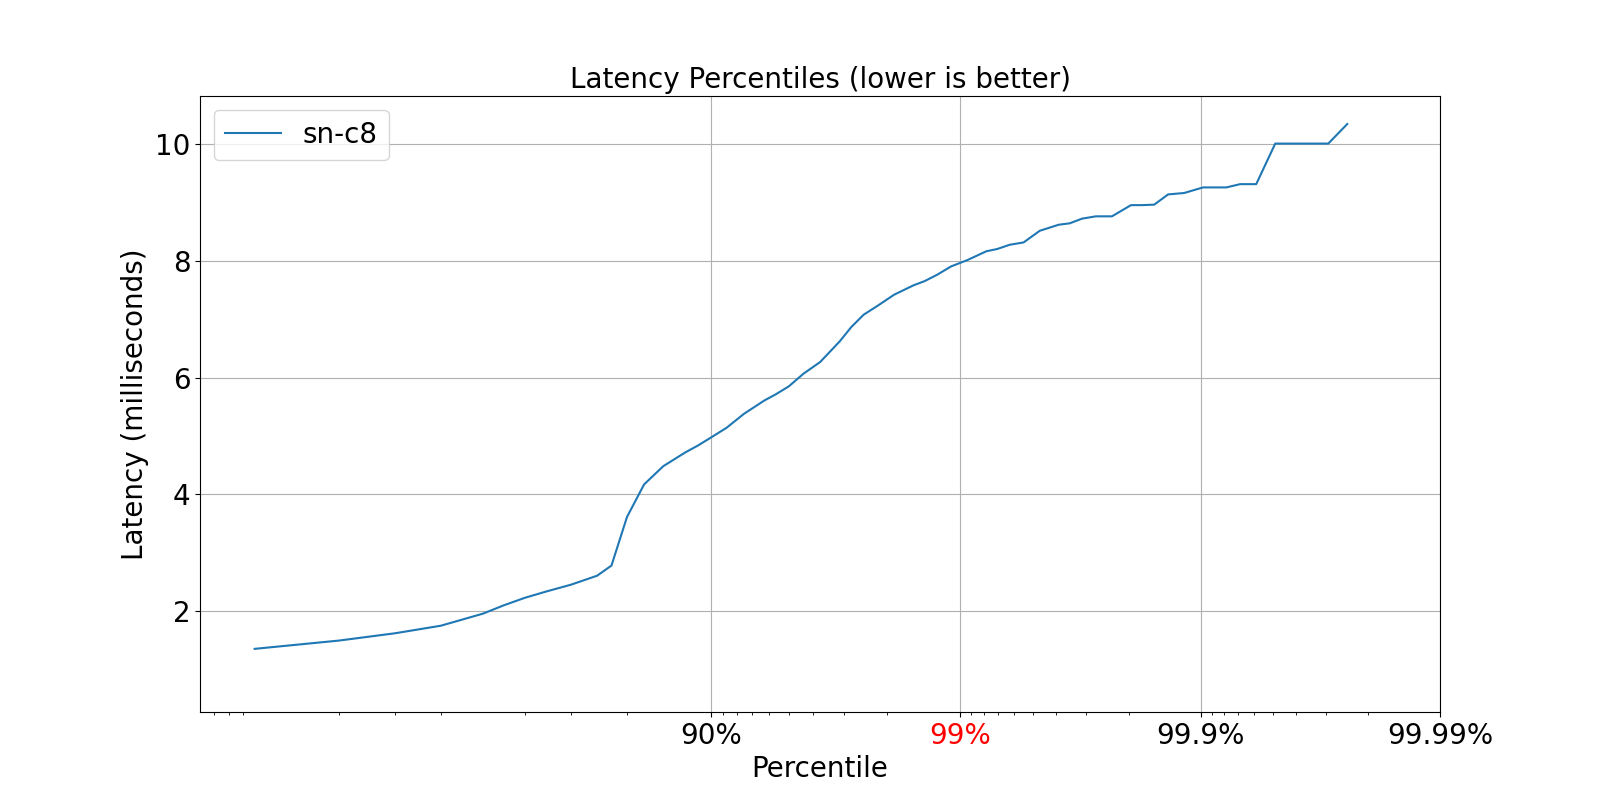 Latency Percentiles (lower is better)
sn-c8
10
8
6
4
2
Latency (milliseconds)
90%
99%
99.9%
99.99%
Percentile